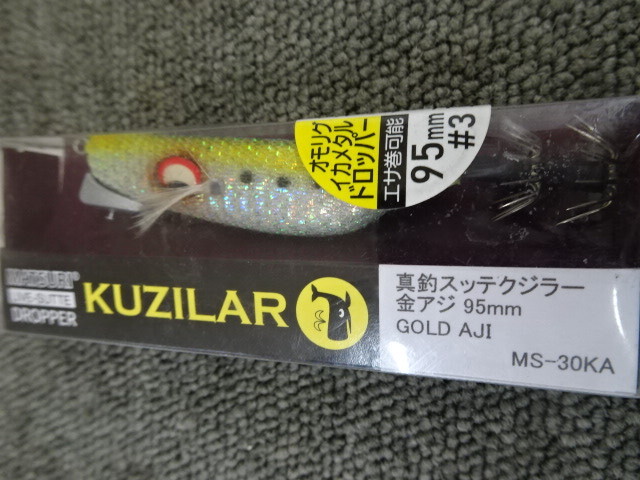 オモリグ
イカメタル
ドロッパー
エサ巻可能
95mm
#3
DROPPER
KUZILAR
真釣スッテクジラー
金アジ 95mm
GOLD AJI
MS-30KA